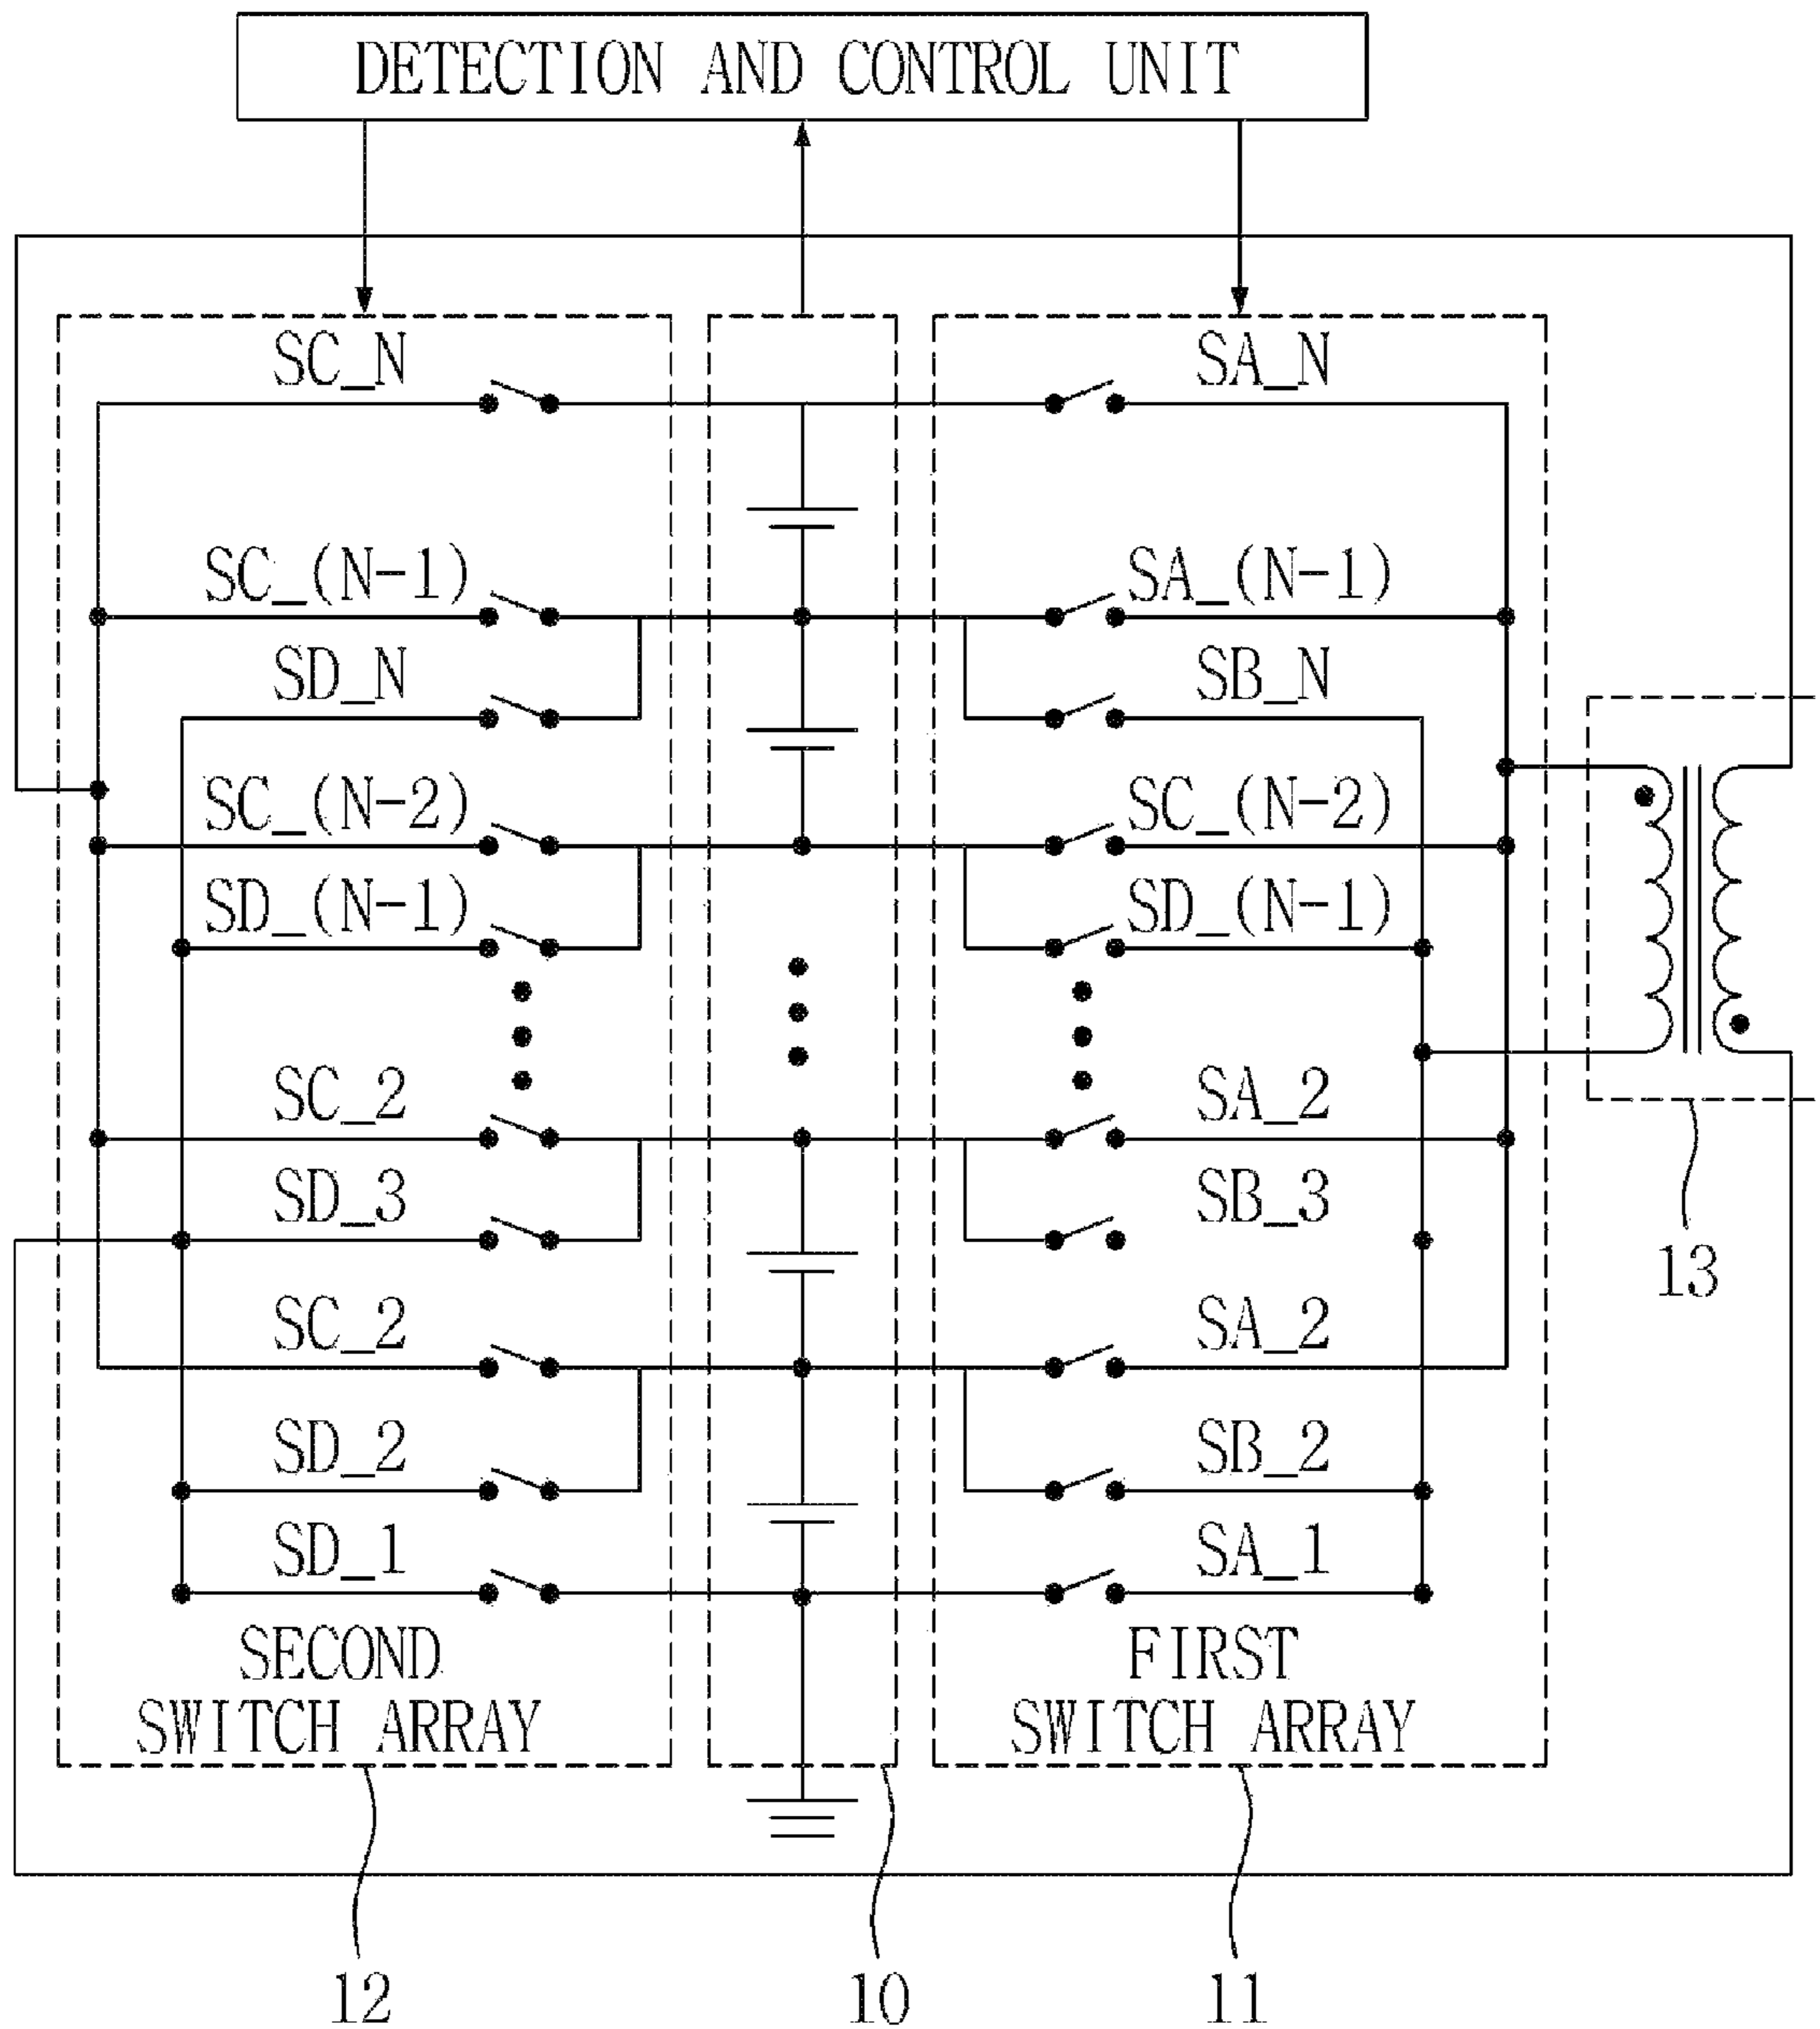 DETECTION AND CONTROL UNIT
SC_N
SA_N
SC_(N-1)
SA_(N-1)
SD_N
SB_N
SC_(N-2)
SC_(N-2)
SD_(N-1)
SD_(N-1)
SC_2
SA_2
SD_3
SB_3
13
SC_2
SA_2
SD_2
SB_2
SD_1
SA_1
SECOND
SWITCH ARRAY
FIRST
SWITCH ARRAY
12
10
11